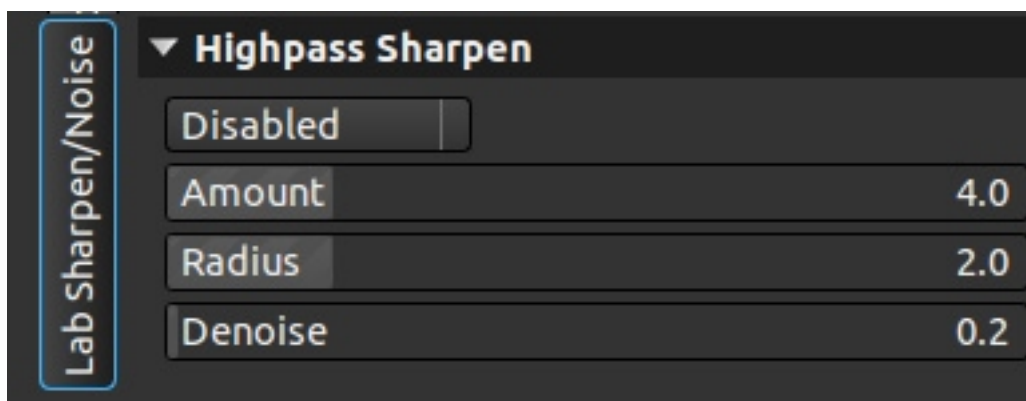 Lab Sharpen/Noise
Highpass Sharpen
Disabled
Amount 4.0
Radius 2.0
Denoise 0.2